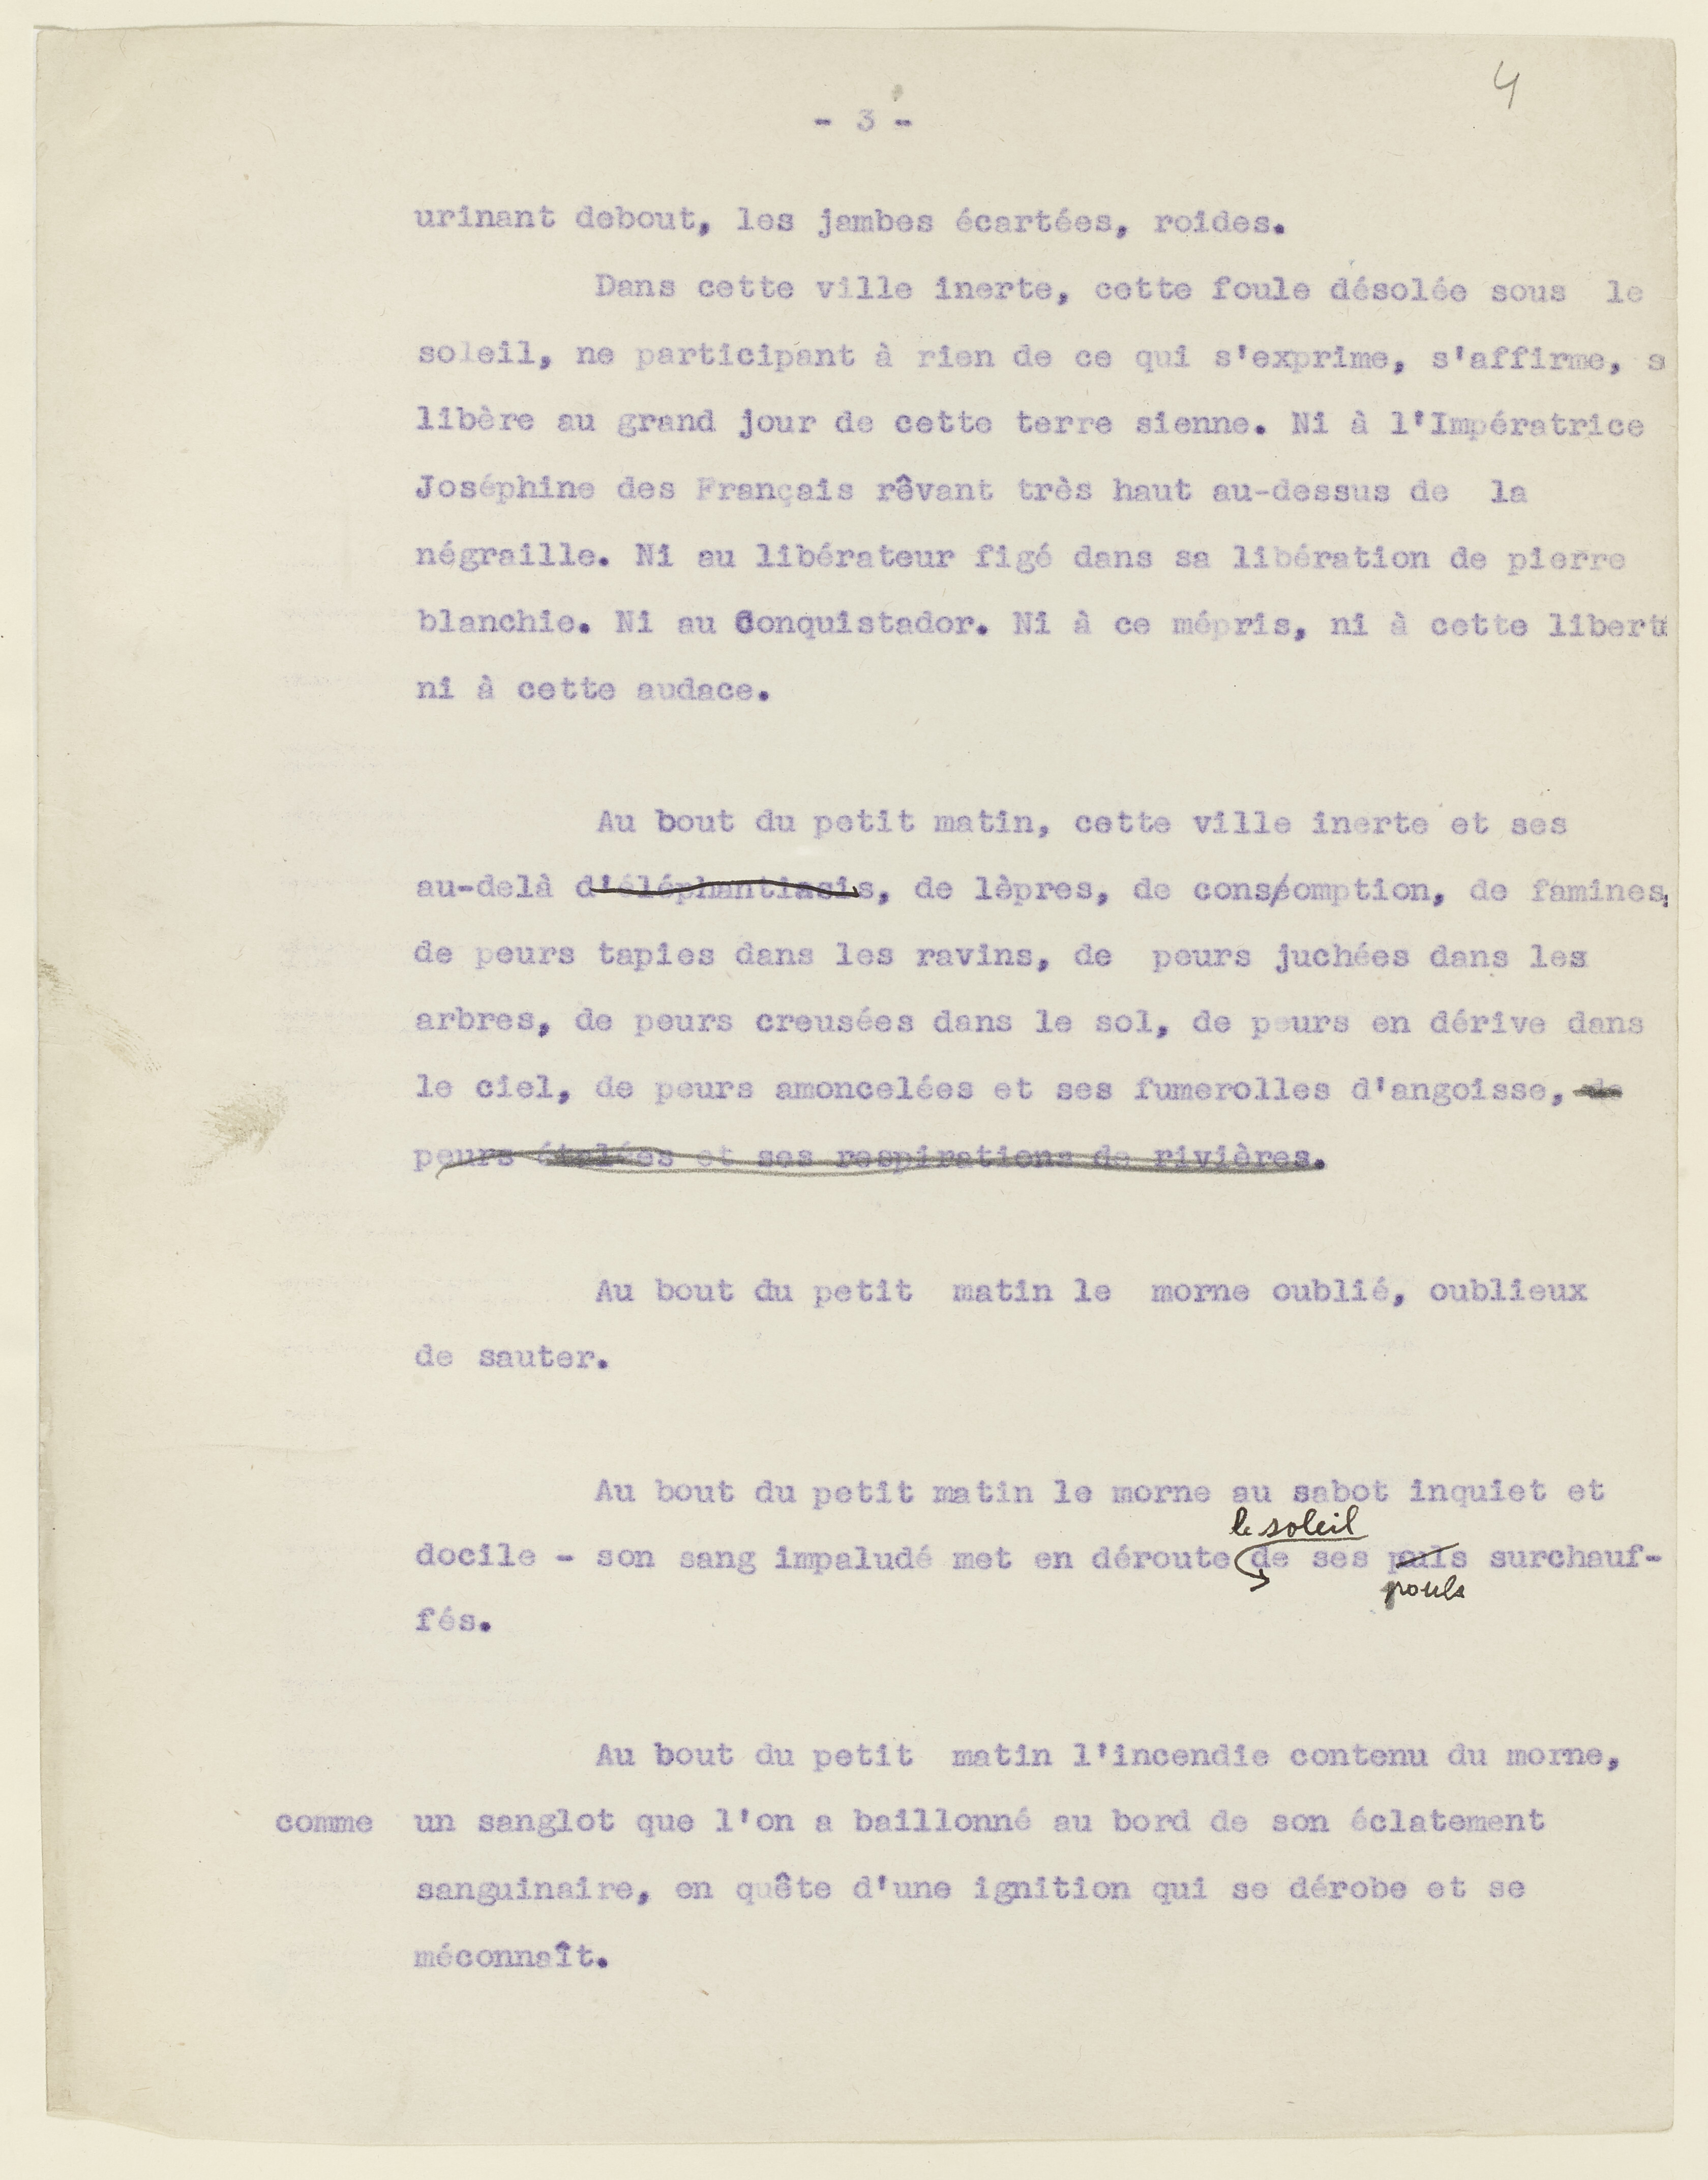 4
- 3 -
urinant debout, les jambes écartées, roides.
Dans cette ville inerte, cette foule désolée sous le
soleil, ne participant à rien de ce qui s'exprime, s'affirme, s
libère au grand jour de cette terre sienne. Ni à l'Impératrice
Joséphine des Français rêvant très haut au-dessus de la
négraille. Ni au libérateur figé dans sa libération de pierre
blanchie. Ni au Conquistador. Ni à ce mépris, ni à cette liberté
ni à cette audace.
Au bout du petit matin, cette ville inerte et ses
au-delà d'éléphantiasis, de lèpres, de consomption, de famines,
de peurs tapies dans les ravins, de peurs juchées dans les
arbres, de peurs creusées dans le sol, de peurs en dérive dans
le ciel, de peurs amoncelées et ses fumerolles d'angoisse, de
peurs étalées et ses respirations de rivières.
Au bout du petit matin le morne oublié, oublieux
de sauter.
Au bout du petit matin le morne au sabot inquiet et
le soleil
docile - son sang impaludé met en déroute de ses puls surchauf-
pouls
fés.
Au bout du petit matin l'incendie contenu du morne,
comme un sanglot que l'on a baillonné au bord de son éclatement
sanguinaire, en quête d'une ignition qui se dérobe et se
méconnaît.